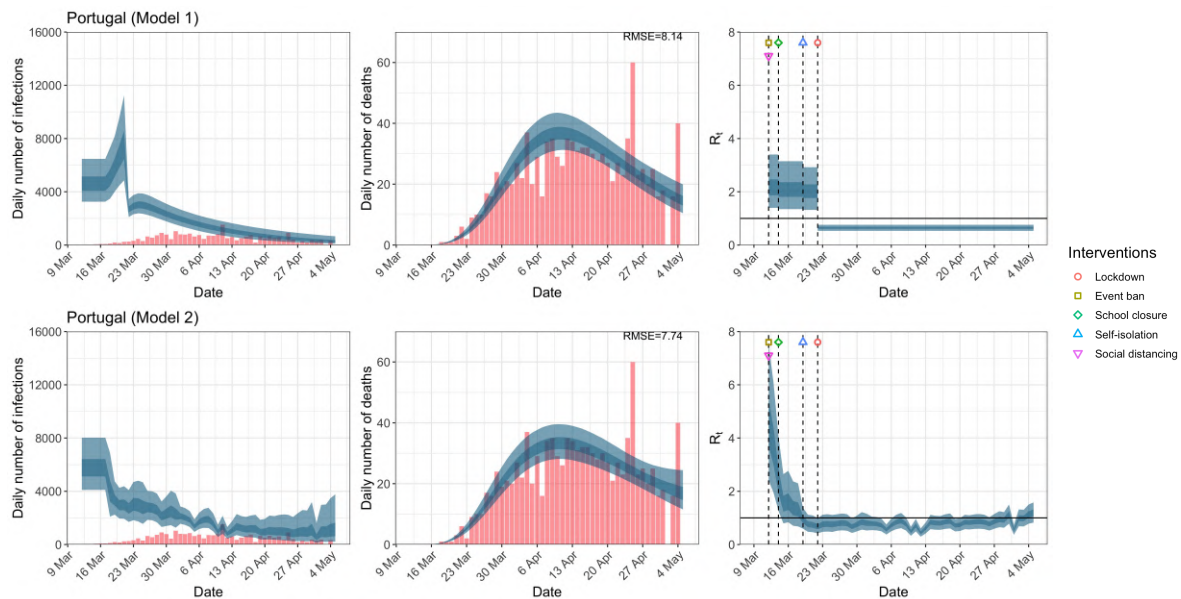 Portugal (Model 1)
Daily number of infections
16000
12000
8000
4000
0
9 Mar
16 Mar
23 Mar
30 Mar
6 Apr
13 Apr
20 Apr
27 Apr
4 May
Date
Daily number of deaths
RMSE=8.14
60
40
20
0
9 Mar
16 Mar
23 Mar
30 Mar
6 Apr
13 Apr
20 Apr
27 Apr
4 May
Date
Rt
8
6
4
2
0
9 Mar
16 Mar
23 Mar
30 Mar
6 Apr
13 Apr
20 Apr
27 Apr
4 May
Date
Interventions
Lockdown
Event ban
School closure
Self-isolation
Social distancing
Portugal (Model 2)
Daily number of infections
16000
12000
8000
4000
0
9 Mar
16 Mar
23 Mar
30 Mar
6 Apr
13 Apr
20 Apr
27 Apr
4 May
Date
Daily number of deaths
RMSE=7.74
60
40
20
0
9 Mar
16 Mar
23 Mar
30 Mar
6 Apr
13 Apr
20 Apr
27 Apr
4 May
Date
Rt
8
6
4
2
0
9 Mar
16 Mar
23 Mar
30 Mar
6 Apr
13 Apr
20 Apr
27 Apr
4 May
Date